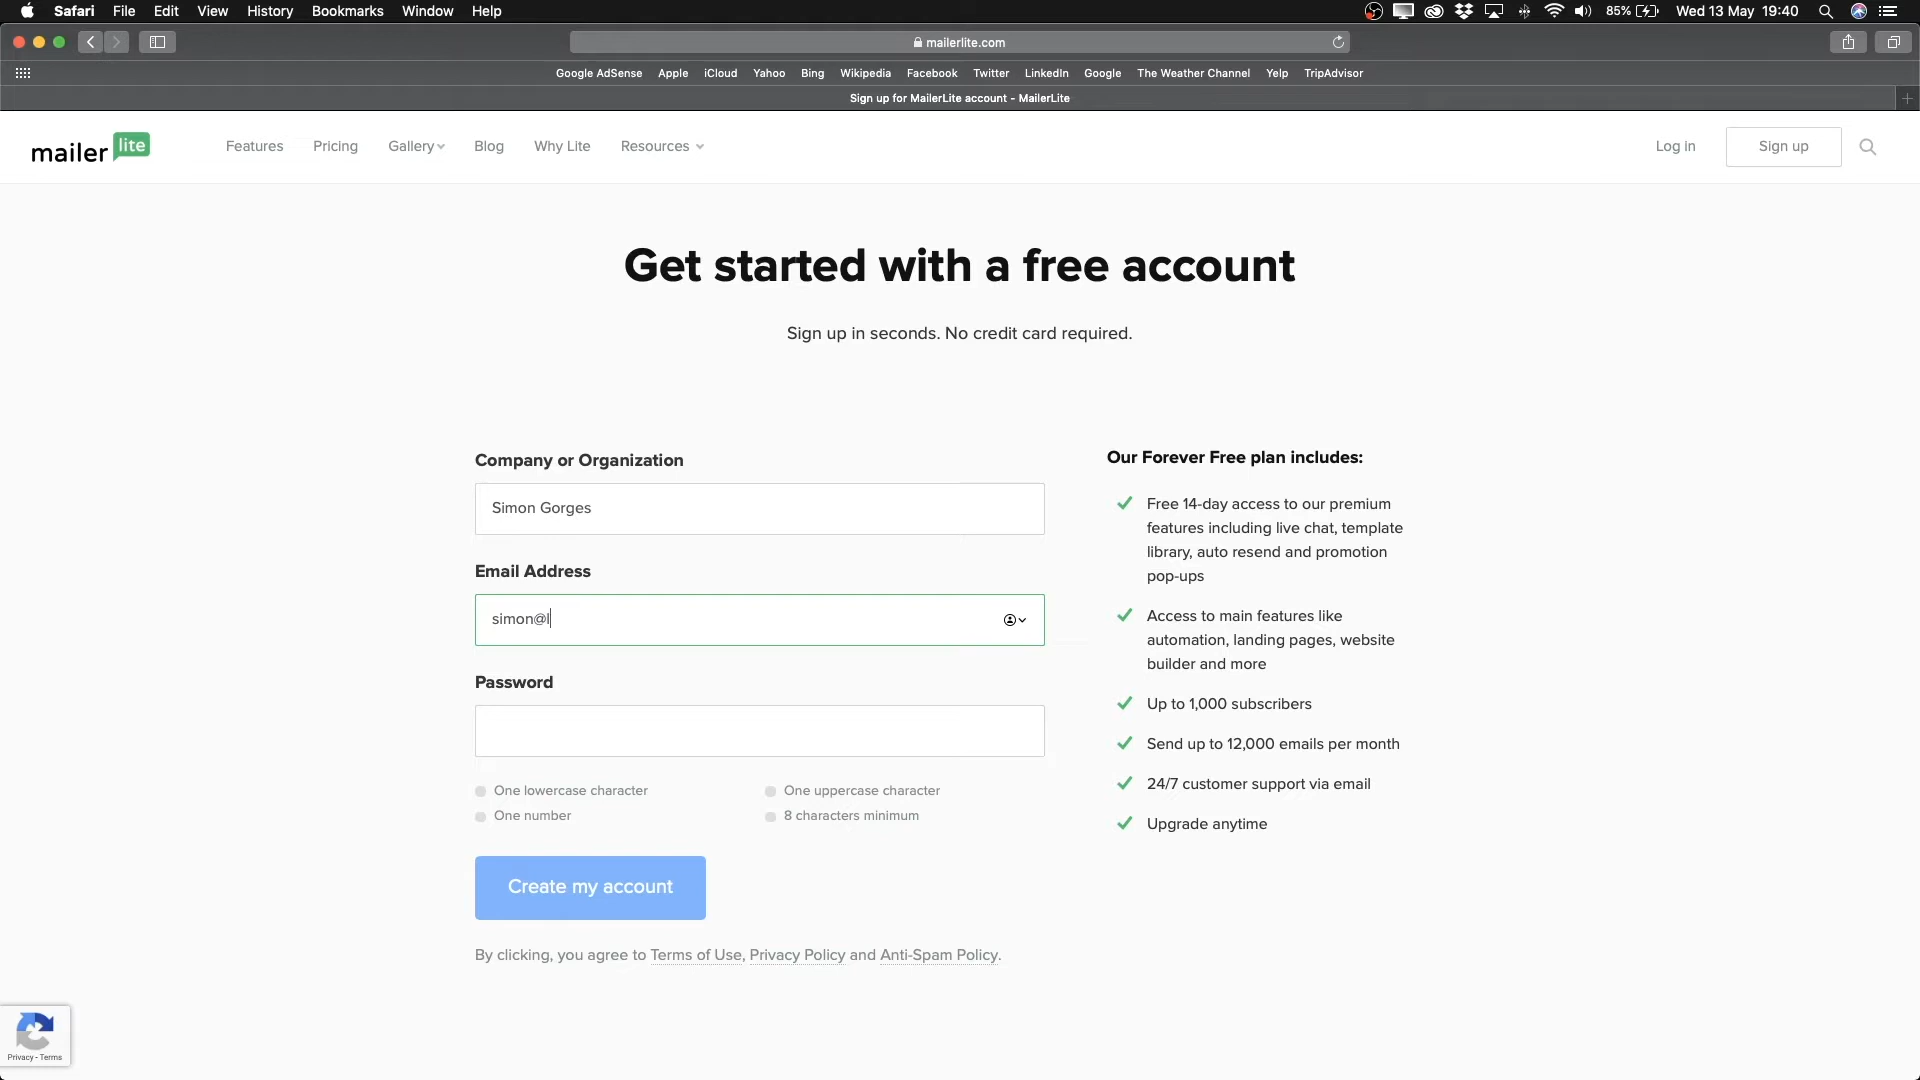 Safari File Edit View History Bookmarks Window Help 85% Wed 13 May 19:40
mailerlite.com
Google AdSense Apple iCloud Yahoo Bing Wikipedia Facebook Twitter LinkedIn Google The Weather Channel Yelp TripAdvisor
Sign up for MailerLite account - MailerLite
mailer lite Features Pricing Gallery Blog Why Lite Resources Log in Sign up
Get started with a free account
Sign up in seconds. No credit card required.
Company or Organization
Simon Gorges
Email Address
simon@l
Password
One lowercase character One uppercase character
One number 8 characters minimum
Create my account
By clicking, you agree to Terms of Use, Privacy Policy and Anti-Spam Policy.
Our Forever Free plan includes:
Free 14-day access to our premium
features including live chat, template
library, auto resend and promotion
pop-ups
Access to main features like
automation, landing pages, website
builder and more
Up to 1,000 subscribers
Send up to 12,000 emails per month
24/7 customer support via email
Upgrade anytime
Privacy - Terms